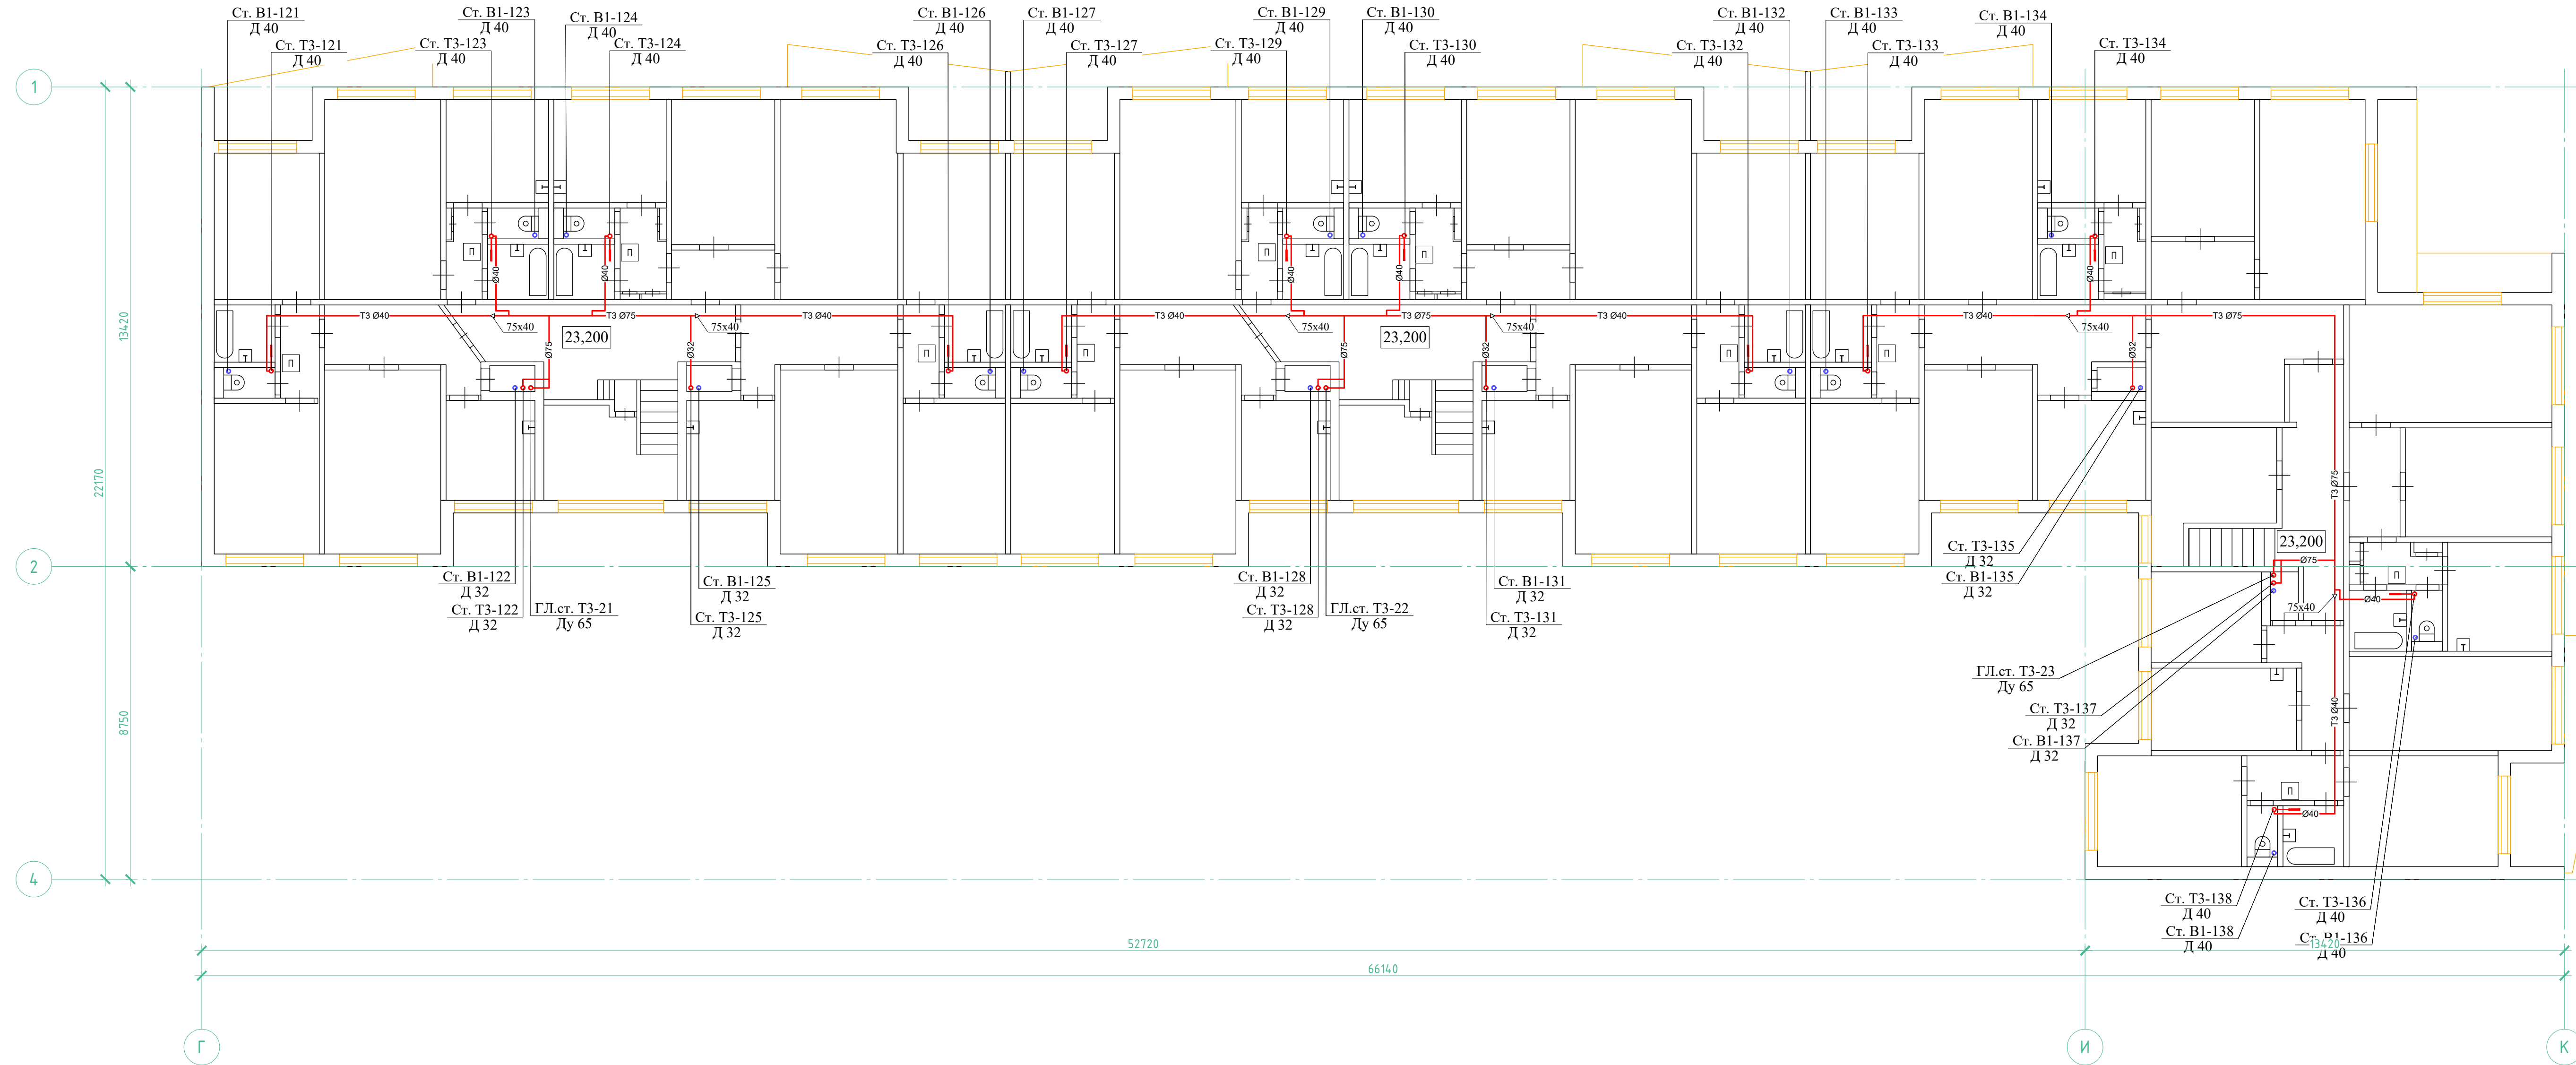 Ст. В1-121
Д 40
Ст. Т3-121
Д 40
Ст. В1-123
Д 40
Ст. Т3-123
Д 40
Ст. В1-124
Д 40
Ст. Т3-124
Д 40
Ст. В1-126
Д 40
Ст. Т3-126
Д 40
Ст. В1-127
Д 40
Ст. Т3-127
Д 40
Ст. В1-129
Д 40
Ст. Т3-129
Д 40
Ст. В1-130
Д 40
Ст. Т3-130
Д 40
Ст. В1-132
Д 40
Ст. Т3-132
Д 40
Ст. В1-133
Д 40
Ст. Т3-133
Д 40
Ст. В1-134
Д 40
Ст. Т3-134
Д 40
1
П
П
П
П
П
Ø40
Ø40
Ø40
Ø40
Ø40
Т3 Ø40
75х40
23,200
Т3 Ø75
75х40
Т3 Ø40
Т3 Ø40
75х40
23,200
Т3 Ø75
75х40
Т3 Ø40
Т3 Ø40
75х40
Т3 Ø75
13420
Ø75
Ø32
Ø75
Ø32
Ø32
П
П
П
П
22170
Т3 Ø75
23,200
Ст. Т3-135
Д 32
Ст. В1-135
Д 32
Ø75
2
Ст. В1-122
Д 32
Ст. Т3-122
Д 32
ГЛ.ст. Т3-21
Ду 65
Ст. В1-125
Д 32
Ст. Т3-125
Д 32
Ст. В1-128
Д 32
Ст. Т3-128
Д 32
ГЛ.ст. Т3-22
Ду 65
Ст. В1-131
Д 32
Ст. Т3-131
Д 32
П
75х40
Ø40
ГЛ.ст. Т3-23
Ду 65
Ст. Т3-137
Д 32
Ст. В1-137
Д 32
8750
Т3 Ø40
П
Ø40
4
Ст. Т3-138
Д 40
Ст. В1-138
Д 40
Ст. Т3-136
Д 40
Ст. В1-136
Д 40
52720
13420
66140
Г
И
К